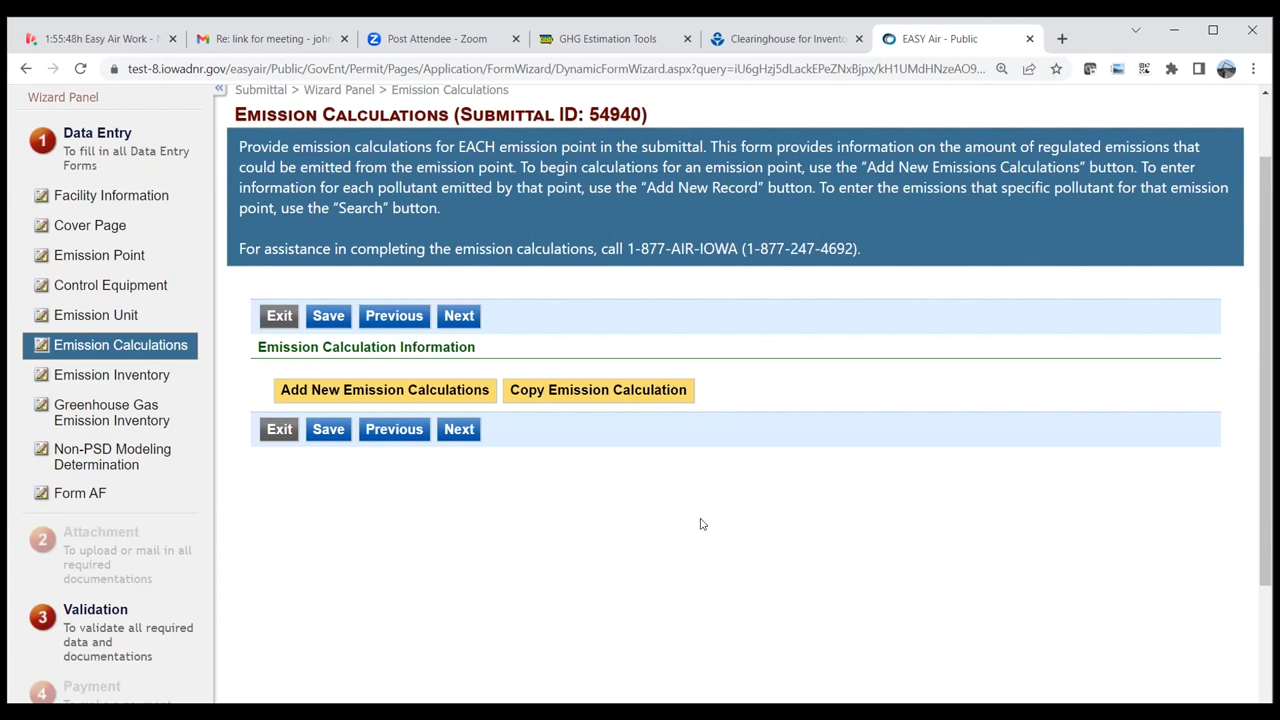 1:55:48h Easy Air Work -
Re: link for meeting - john
Post Attendee - Zoom
GHG Estimation Tools
Clearinghouse for Invento
EASY Air - Public
test-8.iowadnr.gov/easyair/Public/GovEnt/Permit/Pages/Application/FormWizard/DynamicFormWizard.aspx?query=iU6gHzj5dLackEPeZNxBjpx/kH1UMdHNzeAO9...
Wizard Panel
1
Data Entry
To fill in all Data Entry
Forms
Facility Information
Cover Page
Emission Point
Control Equipment
Emission Unit
Emission Calculations
Emission Inventory
Greenhouse Gas
Emission Inventory
Non-PSD Modeling
Determination
Form AF
2
Attachment
To upload or mail in all
required
documentations
3
Validation
To validate all required
data and
documentations
4
Payment
Submittal > Wizard Panel > Emission Calculations
Emission Calculations (Submittal ID: 54940)
Provide emission calculations for EACH emission point in the submittal. This form provides information on the amount of regulated emissions that
could be emitted from the emission point. To begin calculations for an emission point, use the “Add New Emissions Calculations” button. To enter
information for each pollutant emitted by that point, use the “Add New Record” button. To enter the emissions that specific pollutant for that emission
point, use the “Search” button.
For assistance in completing the emission calculations, call 1-877-AIR-IOWA (1-877-247-4692).
Exit Save Previous Next
Emission Calculation Information
Add New Emission Calculations Copy Emission Calculation
Exit Save Previous Next